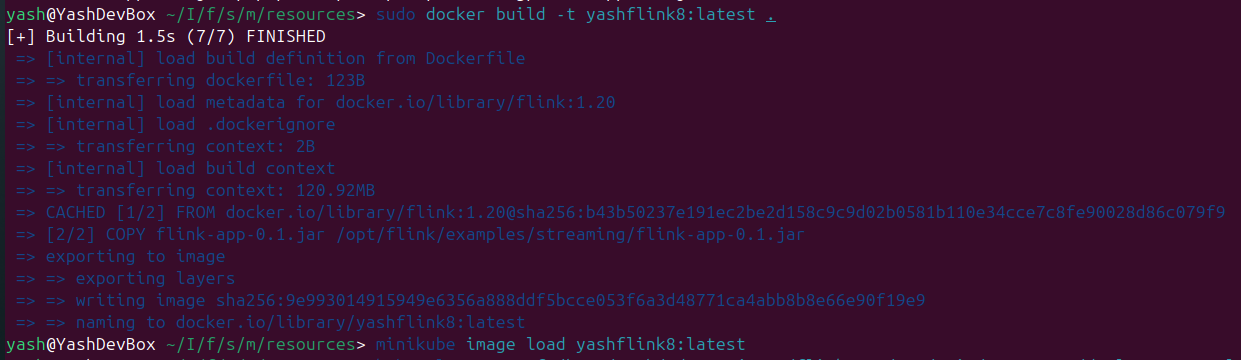 yash@YashDevBox ~/I/f/s/m/resources> sudo docker build -t yashflink8:latest .
[+] Building 1.5s (7/7) FINISHED
=> [internal] load build definition from Dockerfile
=> => transferring dockerfile: 123B
=> [internal] load metadata for docker.io/library/flink:1.20
=> [internal] load .dockerignore
=> => transferring context: 2B
=> [internal] load build context
=> => transferring context: 120.92MB
=> CACHED [1/2] FROM docker.io/library/flink:1.20@sha256:b43b50237e191ec2be2d158c9c9d02b0581b110e34cce7c8fe90028d86c079f9
=> [2/2] COPY flink-app-0.1.jar /opt/flink/examples/streaming/flink-app-0.1.jar
=> exporting to image
=> => exporting layers
=> => writing image sha256:9e993014915949e6356a888ddf5bcce053f6a3d48771ca4abb8b8e66e90f19e9
=> => naming to docker.io/library/yashflink8:latest
yash@YashDevBox ~/I/f/s/m/resources> minikube image load yashflink8:latest